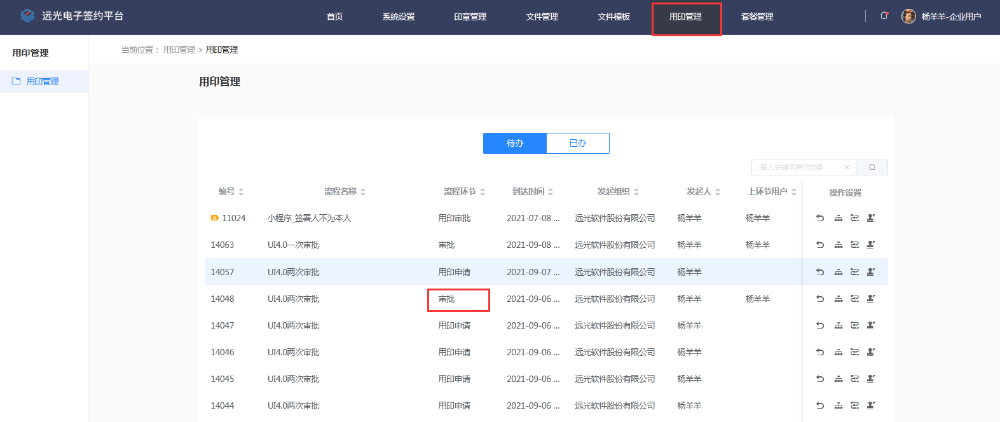 远光电子签约平台 首页 系统设置 印章管理 文件管理 文件模板 用印管理 套餐管理 杨羊羊-企业用户
用印管理
用印管理
当前位置： 用印管理 > 用印管理
用印管理
待办 已办
输入关键字进行过滤
编号 流程名称 流程环节 到达时间 发起组织 发起人 上环节用户 操作设置
急 11024 小程序_签署人不为本人 用印审批 2021-07-08 ... 远光软件股份有限公司 杨羊羊 杨羊羊
14063 UI4.0一次审批 审批 2021-09-08 ... 远光软件股份有限公司 杨羊羊 杨羊羊
14057 UI4.0两次审批 用印申请 2021-09-07 ... 远光软件股份有限公司 杨羊羊
14048 UI4.0两次审批 审批 2021-09-06 ... 远光软件股份有限公司 杨羊羊 杨羊羊
14047 UI4.0两次审批 用印申请 2021-09-06 ... 远光软件股份有限公司 杨羊羊
14046 UI4.0两次审批 用印申请 2021-09-06 ... 远光软件股份有限公司 杨羊羊
14045 UI4.0两次审批 用印申请 2021-09-06 ... 远光软件股份有限公司 杨羊羊
14044 UI4.0两次审批 用印申请 2021-09-06 ... 远光软件股份有限公司 杨羊羊